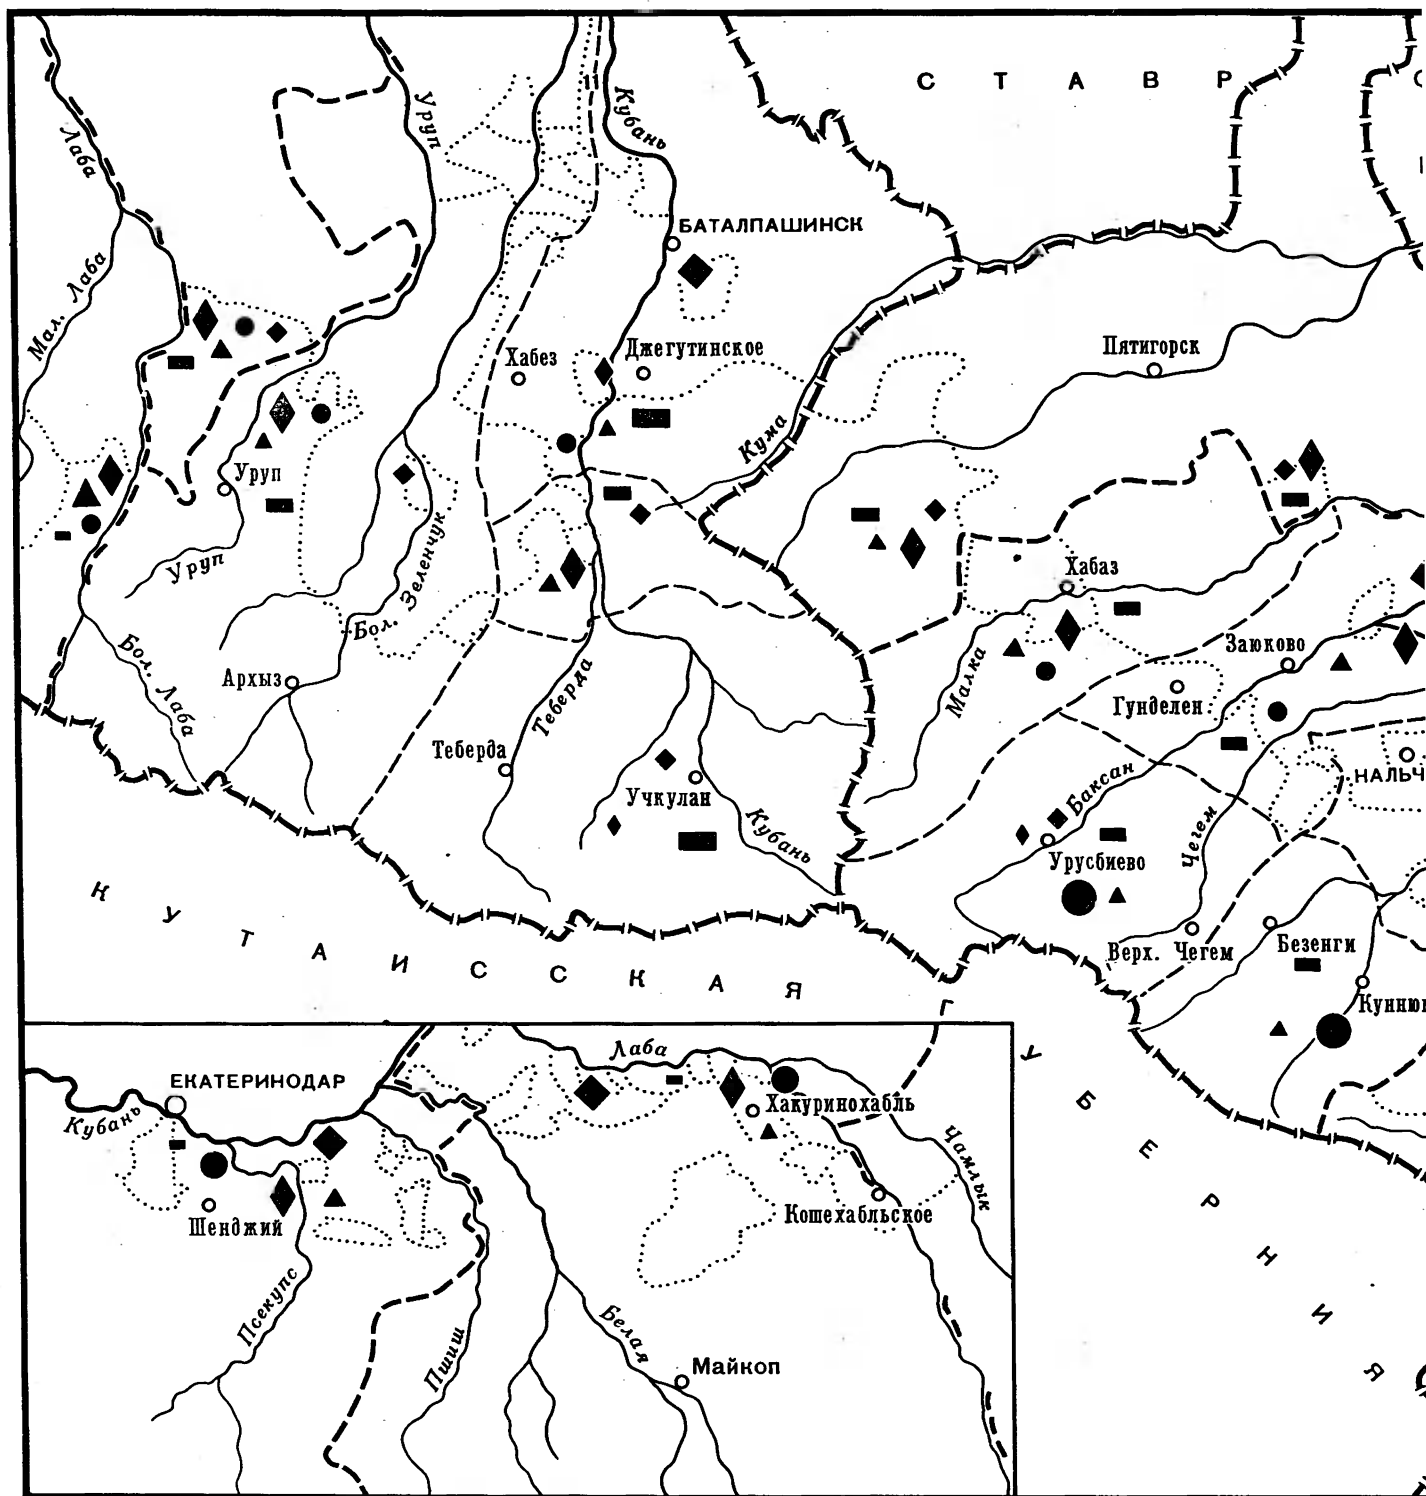 СТАВР
Лаба
Уруп
Кубань
БАТАЛПАШИНСК
Мал. Лаба
Хабез
Джегутинское
Пятигорск
Кума
Уруп
Уруп
Бол. Зеленчук
Хабаз
Малка
Заюково
Гунделен
Бол. Лаба
Архыз
Теберда
Теберда
Учкулан
Кубань
Баксан
Чегем
НАЛЬЧ
Урусбиево
Верх. Чегем
Безенги
Куннюм
КУТАИССКАЯ
ГУБЕРНИЯ
ЕКАТЕРИНОДАР
Кубань
Лаба
Хакуринохабль
Чамлык
Шенджий
Кошехабльское
Псекупс
Пшиш
Белая
Майкоп